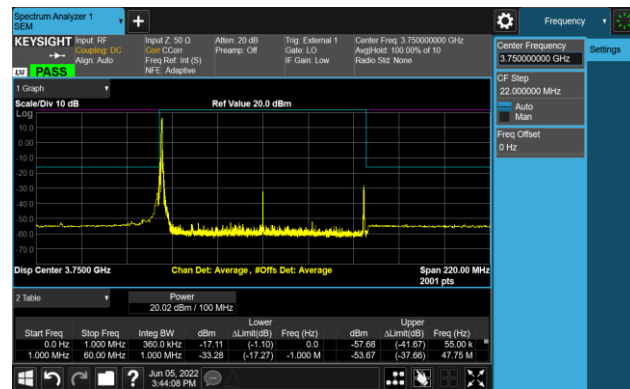 Spectrum Analyzer 1
SEM
Frequency
KEYSIGHT
Input: RF
Coupling: DC
Align: Auto
Input Z: 50 Ω
Corr CCorr
Freq Ref: Int (S)
NFE: Adaptive
Atten: 20 dB
Preamp: Off
Trig: External 1
Gate: LO
IF Gain: Low
Center Freq: 3.750000000 GHz
Avg|Hold: 100.00% of 10
Radio Std: None
LXI PASS
Center Frequency
3.750000000 GHz
Settings
CF Step
22.000000 MHz
Auto
Man
Freq Offset
0 Hz
1 Graph
Scale/Div 10 dB
Ref Value 20.0 dBm
Log
10.0
0.00
-10.0
-20.0
-30.0
-40.0
-50.0
-60.0
-70.0
Disp Center 3.7500 GHz
Chan Det: Average , #Offs Det: Average
Span 220.00 MHz
2001 pts
2 Table
Power
20.02 dBm / 100 MHz
Lower Upper
Start Freq Stop Freq Integ BW dBm ΔLimit(dB) Freq (Hz) dBm ΔLimit(dB) Freq (Hz)
0.0 Hz 1.000 MHz 360.0 kHz -17.11 (-1.10) 0.0 -57.68 (-41.67) 55.00 k
1.000 MHz 60.00 MHz 1.000 MHz -33.28 (-17.27) -1.000 M -53.67 (-37.66) 47.75 M
?
Jun 05, 2022
3:44:08 PM